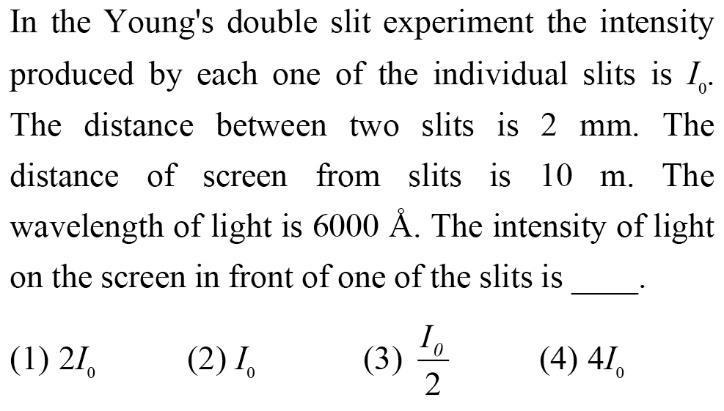 In the Young's double slit experiment the intensity
produced by each one of the individual slits is I₀.
The distance between two slits is 2 mm. The
distance of screen from slits is 10 m. The
wavelength of light is 6000 Å. The intensity of light
on the screen in front of one of the slits is ____.
(1) 2I₀ (2) I₀ (3) I₀/2 (4) 4I₀